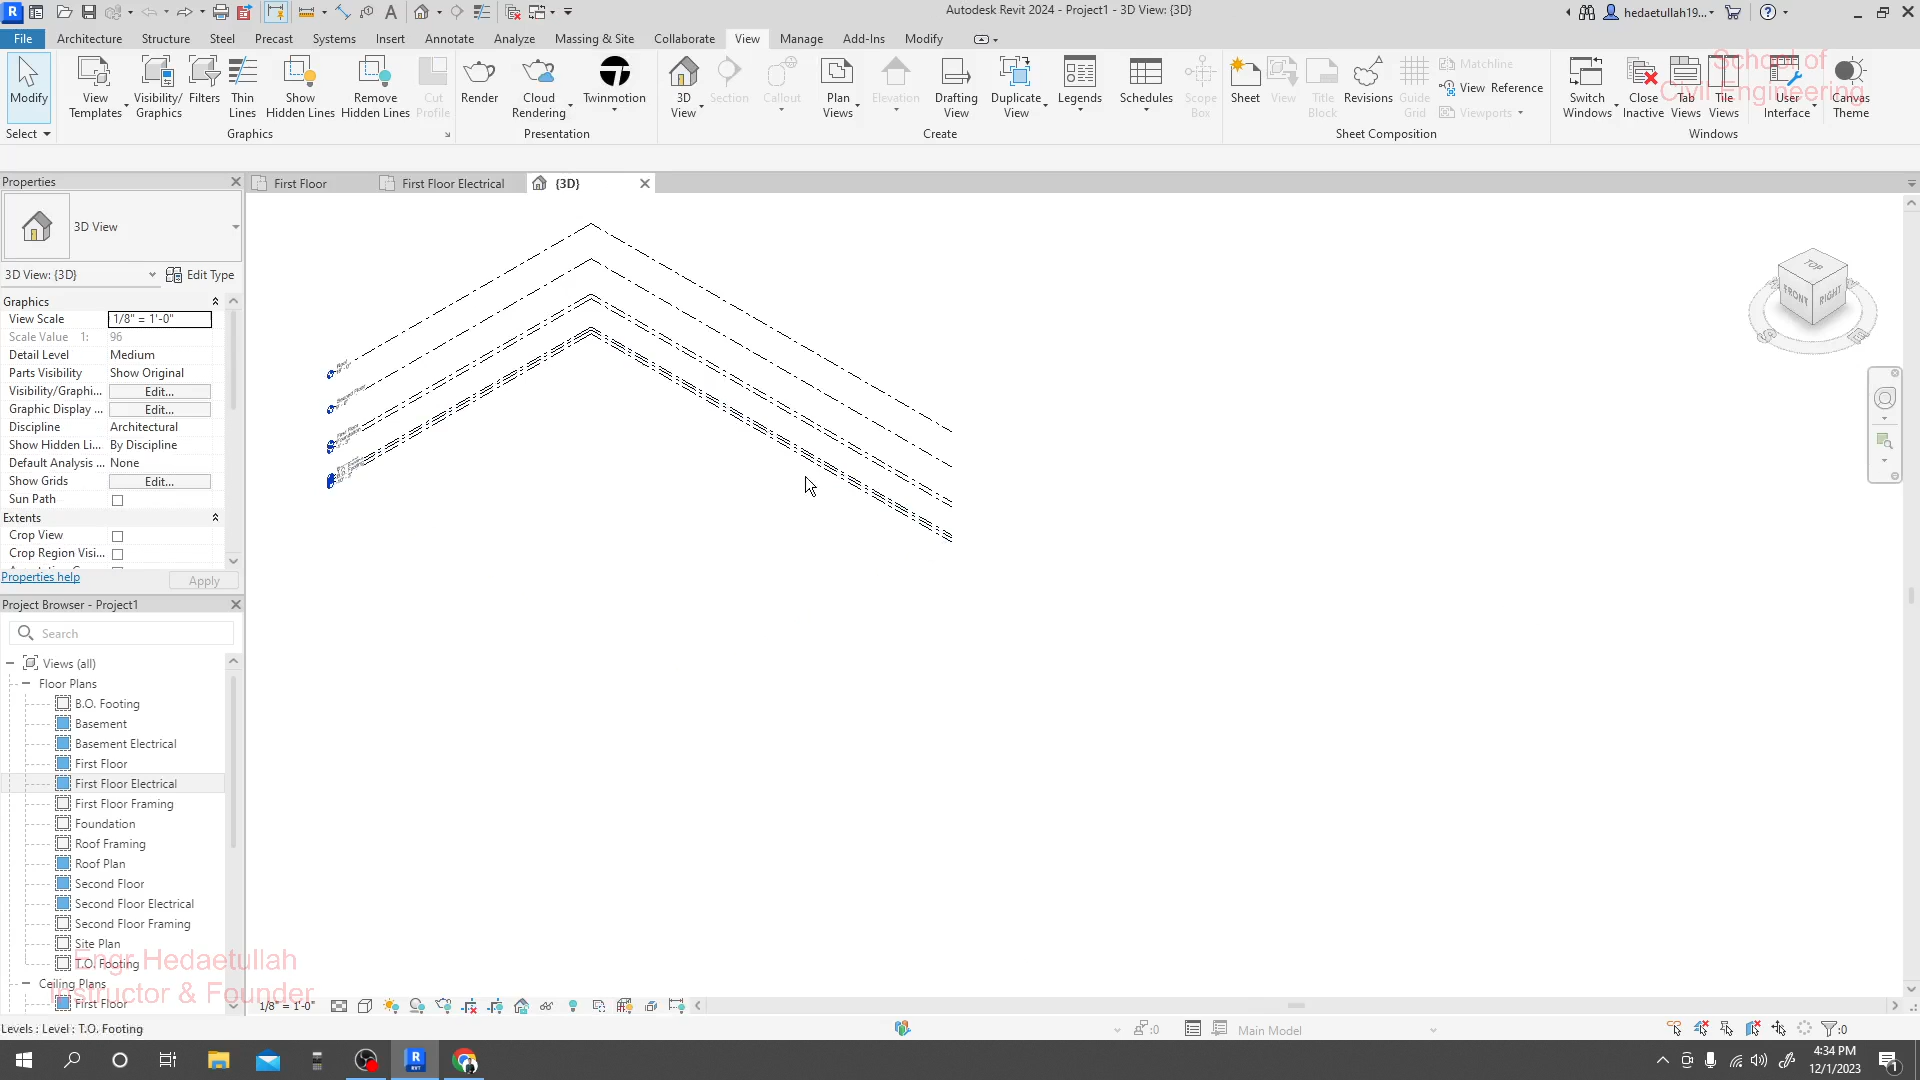 Autodesk Revit 2024 - Project1 - 3D View: {3D}
hedaetullah19...
File Architecture Structure Steel Precast Systems Insert Annotate Analyze Massing & Site Collaborate View Manage Add-Ins Modify
Modify
View Templates
Visibility/ Graphics
Filters
Thin Lines
Show Hidden Lines
Remove Hidden Lines
Cut Profile
Render
Cloud Rendering
Twinmotion
3D View
Section
Callout
Plan Views
Elevation
Drafting View
Duplicate View
Legends
Schedules
Scope Box
Sheet
View
Title Block
Revisions
Guide Grid
Matchline
View Reference
Viewports
Switch Windows
Close Inactive
Tab Views
Tile Views
User Interface
Canvas Theme
School of
Civil Engineering
Select Graphics Presentation Create Sheet Composition Windows
Properties
First Floor First Floor Electrical {3D}
3D View
3D View: {3D} Edit Type
Graphics
View Scale 1/8" = 1'-0"
Scale Value 1: 96
Detail Level Medium
Parts Visibility Show Original
Visibility/Graphi... Edit...
Graphic Display ... Edit...
Discipline Architectural
Show Hidden Li... By Discipline
Default Analysis ... None
Show Grids Edit...
Sun Path
Extents
Crop View
Crop Region Visi...
Properties help Apply
TOP
FRONT RIGHT
Project Browser - Project1
Search
Views (all)
Floor Plans
B.O. Footing
Basement
Basement Electrical
First Floor
First Floor Electrical
First Floor Framing
Foundation
Roof Framing
Roof Plan
Second Floor
Second Floor Electrical
Second Floor Framing
Site Plan
T.O. Footing
Ceiling Plans
First Floor
Engr.Hedaetullah
Instructor & Founder
1/8" = 1'-0"
Levels : Level : T.O. Footing
:0
Main Model
:0
4:34 PM
12/1/2023